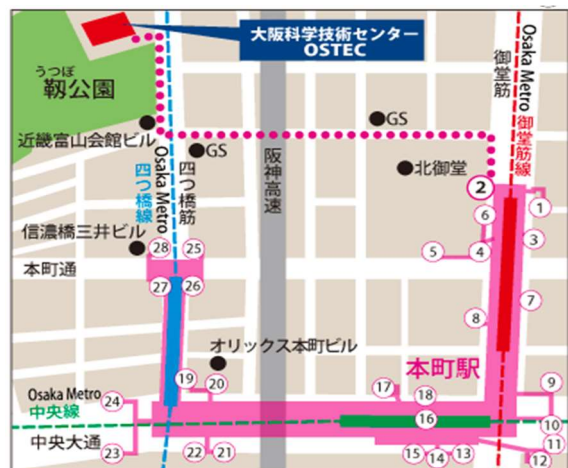 大阪科学技術センター
OSTEC
うつぼ
靭公園
近畿富山会館ビル
GS
GS
Osaka Metro
四つ橋線
四つ橋筋
阪神高速
御堂筋
Osaka Metro
御堂筋線
北御堂
2
1
6
5
4
3
信濃橋三井ビル
28
25
本町通
27
26
7
8
オリックス本町ビル
本町駅
19
20
17
18
9
Osaka Metro
中央線
24
16
10
中央大通
11
23
22
21
15
14
13
12